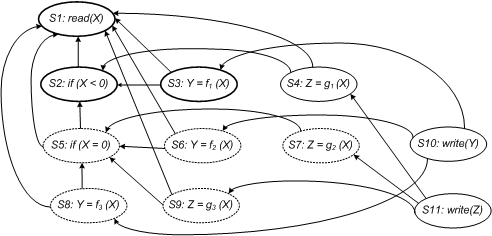 S1: read(X)
S2: if (X < 0)
S3: Y = f₁ (X)
S4: Z = g₁ (X)
S5: if (X = 0)
S6: Y = f₂ (X)
S7: Z = g₂ (X)
S10: write(Y)
S8: Y = f₃ (X)
S9: Z = g₃ (X)
S11: write(Z)